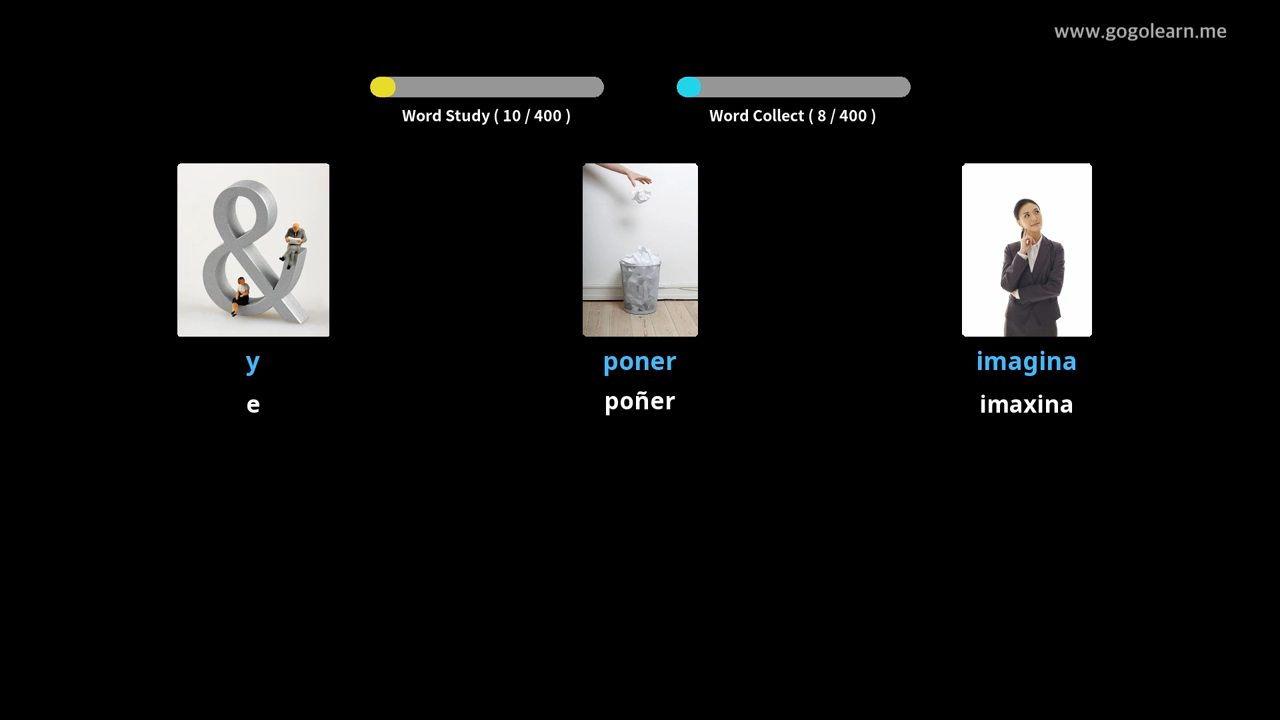 www.gogolearn.me
Word Study ( 10 / 400 )
Word Collect ( 8 / 400 )
&
y
poner
imagina
e
poñer
imaxina